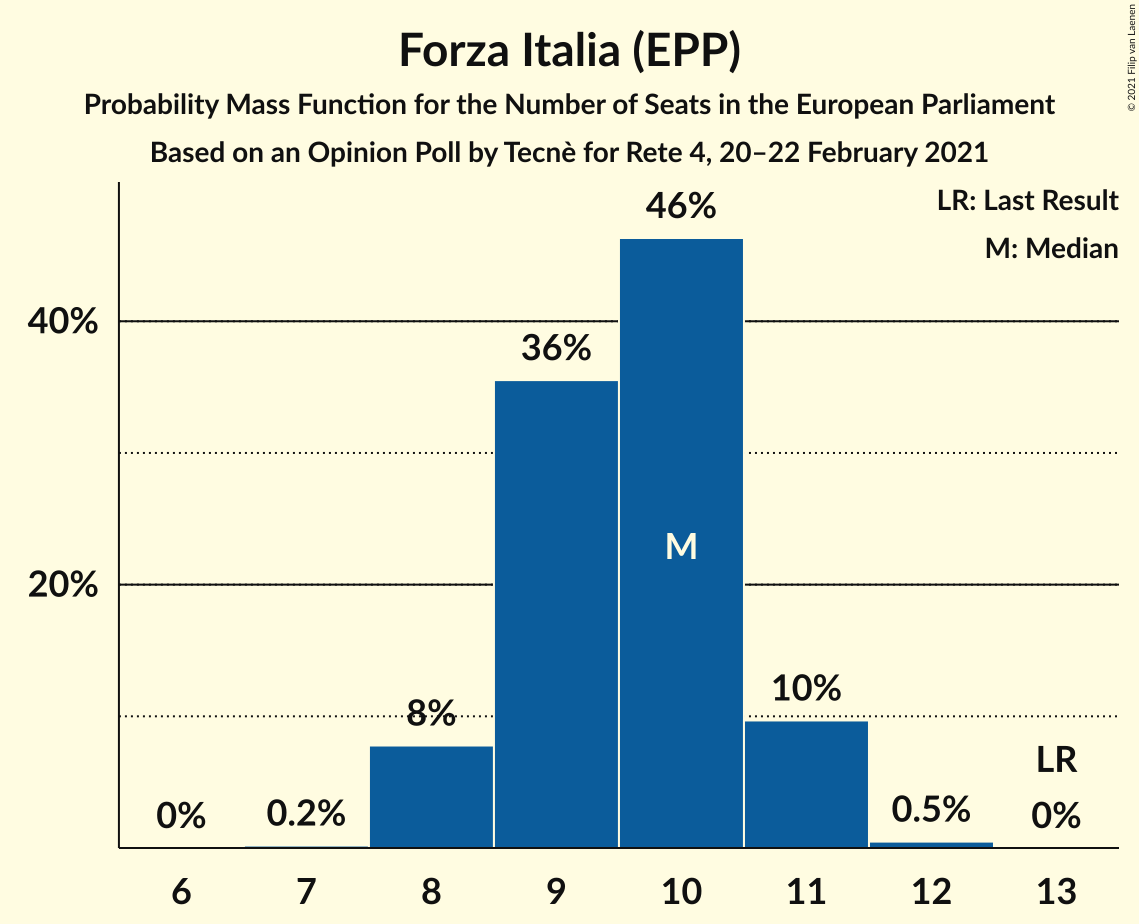 Forza Italia (EPP)
Probability Mass Function for the Number of Seats in the European Parliament
Based on an Opinion Poll by Tecnè for Rete 4, 20–22 February 2021
© 2021 Filip van Laenen
LR: Last Result
M: Median
46%
40%
36%
M
20%
10%
8%
LR
0%
0.2%
0.5%
0%
6 7 8 9 10 11 12 13